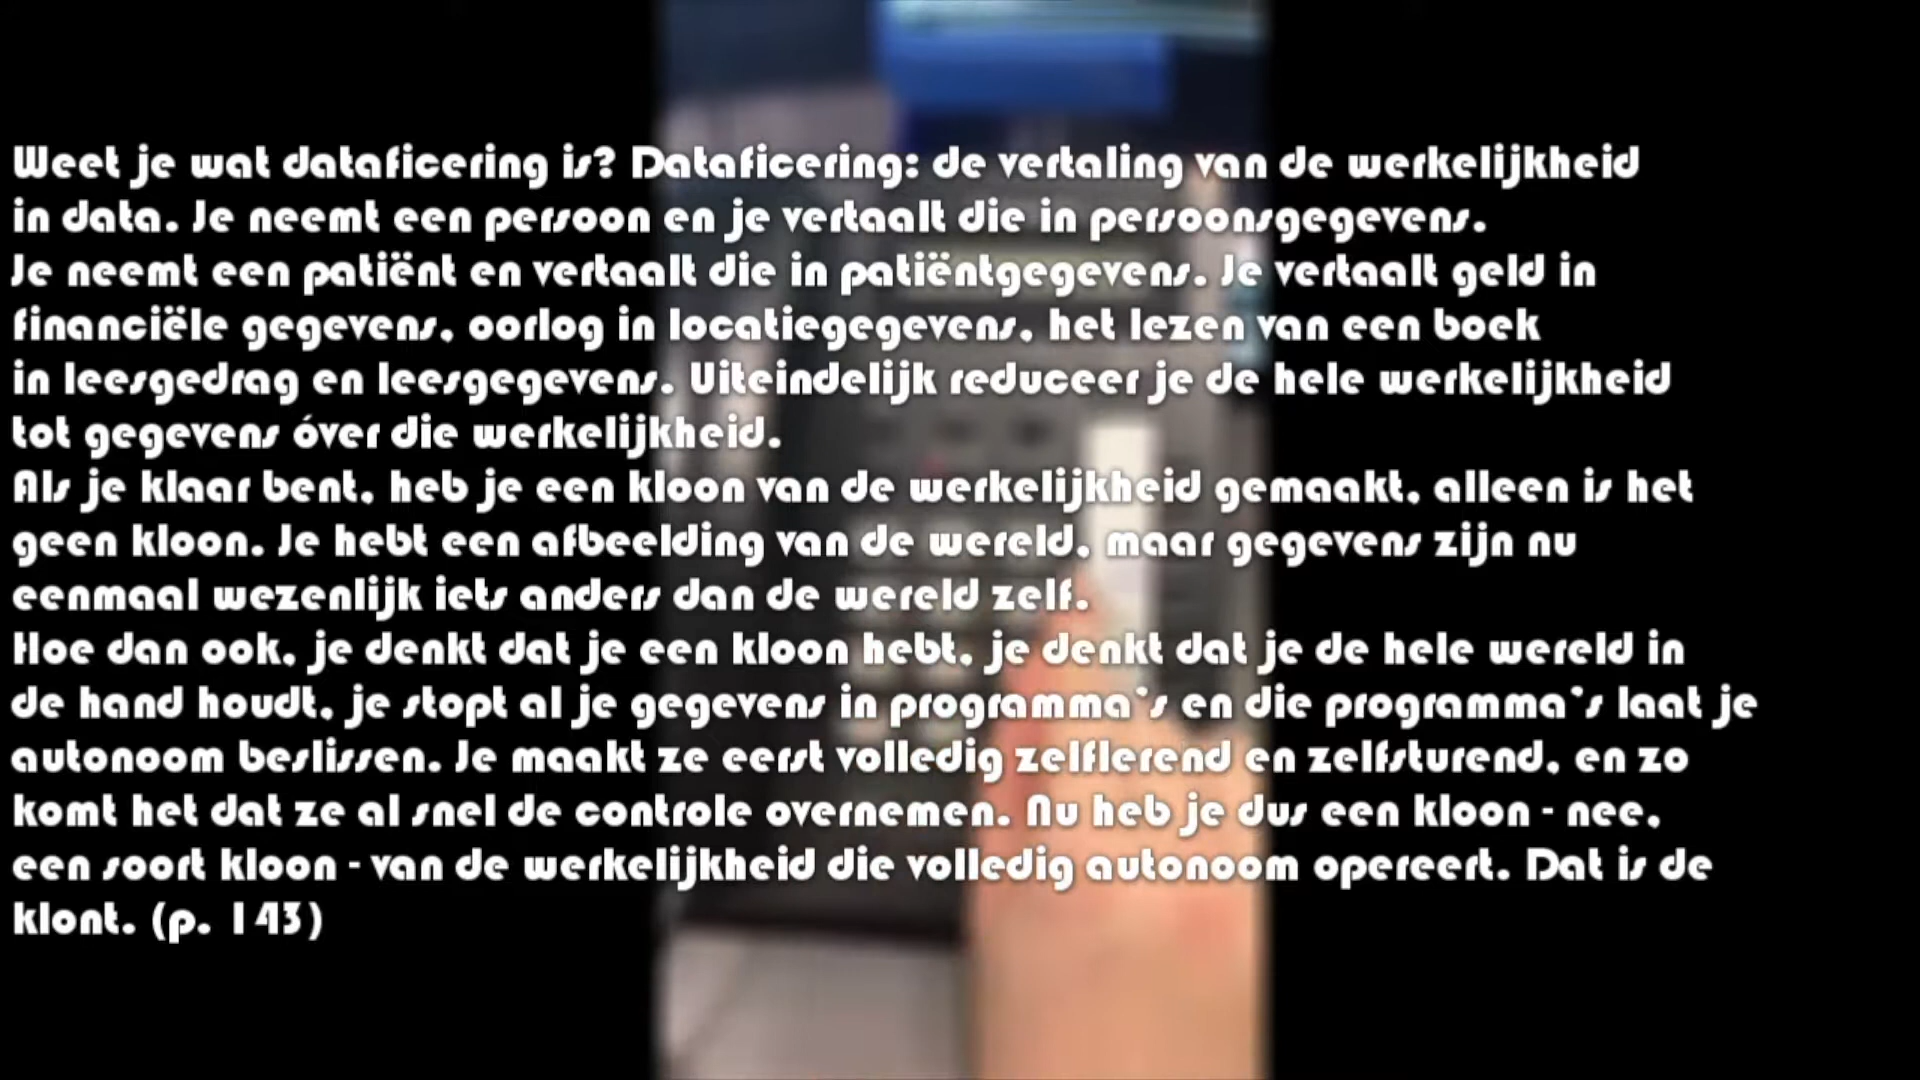 Weet je wat dataficering is? Dataficering: de vertaling van de werkelijkheid
in data. Je neemt een persoon en je vertaalt die in persoonsgegevens.
Je neemt een patiënt en vertaalt die in patiëntgegevens. Je vertaalt geld in
financiële gegevens, oorlog in locatiegegevens, het lezen van een boek
in leesgedrag en leesgegevens. Uiteindelijk reduceer je de hele werkelijkheid
tot gegevens óver die werkelijkheid.
Als je klaar bent, heb je een kloon van de werkelijkheid gemaakt, alleen is het
geen kloon. Je hebt een afbeelding van de wereld, maar gegevens zijn nu
eenmaal wezenlijk iets anders dan de wereld zelf.
Hoe dan ook, je denkt dat je een kloon hebt, je denkt dat je de hele wereld in
de hand houdt, je stopt al je gegevens in programma's en die programma's laat je
autonoom beslissen. Je maakt ze eerst volledig zelflerend en zelfsturend, en zo
komt het dat ze al snel de controle overnemen. Nu heb je dus een kloon - nee,
een soort kloon - van de werkelijkheid die volledig autonoom opereert. Dat is de
klont. (p. 143)